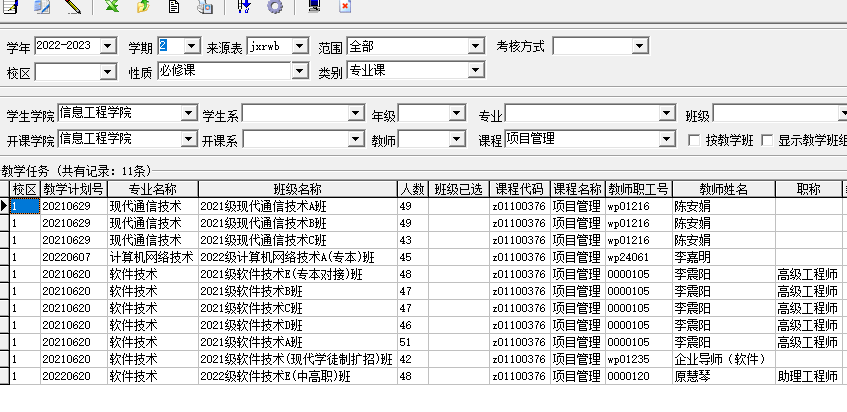 学年 2022-2023 学期 2 来源表 jxrwb 范围 全部 考核方式
校区 性质 必修课 类别 专业课
学生学院 信息工程学院 学生系 年级 专业 班级
开课学院 信息工程学院 开课系 教师 课程 项目管理 按教学班 显示教学班组
教学任务（共有记录：11条）
校区 教学计划号 专业名称 班级名称 人数 班级已选 课程代码 课程名称 教师职工号 教师姓名 职称
1 20210629 现代通信技术 2021级现代通信技术A班 49 z01100376 项目管理 wp01216 陈安娟
1 20210629 现代通信技术 2021级现代通信技术B班 49 z01100376 项目管理 wp01216 陈安娟
1 20210629 现代通信技术 2021级现代通信技术C班 43 z01100376 项目管理 wp01216 陈安娟
1 20220607 计算机网络技术 2022级计算机网络技术A(专本)班 45 z01100376 项目管理 wp24061 李嘉明
1 20210620 软件技术 2021级软件技术E(专本对接)班 48 z01100376 项目管理 0000105 李震阳 高级工程师
1 20210620 软件技术 2021级软件技术B班 47 z01100376 项目管理 0000105 李震阳 高级工程师
1 20210620 软件技术 2021级软件技术C班 47 z01100376 项目管理 0000105 李震阳 高级工程师
1 20210620 软件技术 2021级软件技术D班 46 z01100376 项目管理 0000105 李震阳 高级工程师
1 20210620 软件技术 2021级软件技术A班 51 z01100376 项目管理 0000105 李震阳 高级工程师
1 20210620 软件技术 2021级软件技术(现代学徒制扩招)班 42 z01100376 项目管理 wp01235 企业导师（软件）
1 20220620 软件技术 2022级软件技术E(中高职)班 48 z01100376 项目管理 0000120 原慧琴 助理工程师